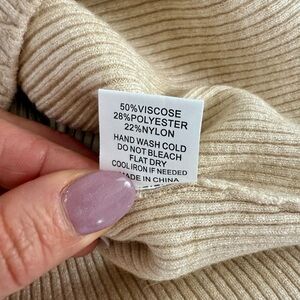 50%VISCOSE
28%POLYESTER
22%NYLON
HAND WASH COLD
DO NOT BLEACH
FLAT DRY
COOL IRON IF NEEDED
MADE IN CHINA